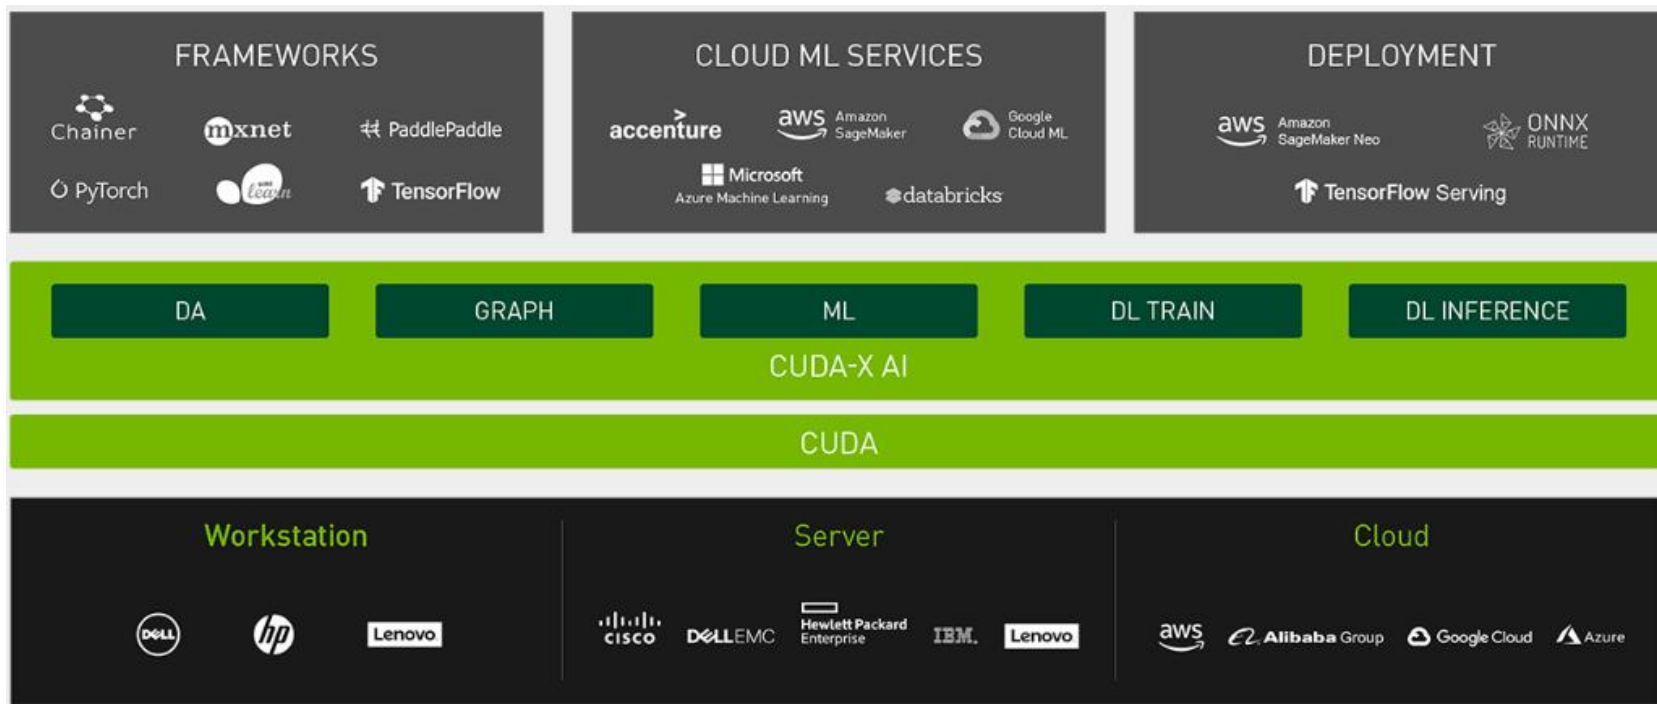 FRAMEWORKS
Chainer
mxnet
PaddlePaddle
PyTorch
learn
TensorFlow
CLOUD ML SERVICES
accenture
aws Amazon
SageMaker
Google
Cloud ML
Microsoft
Azure Machine Learning
databricks
DEPLOYMENT
aws Amazon
SageMaker Neo
ONNX
RUNTIME
TensorFlow Serving
DA
GRAPH
ML
DL TRAIN
DL INFERENCE
CUDA-X AI
CUDA
Workstation
DELL
hp
Lenovo
Server
CISCO
DELLEMC
Hewlett Packard
Enterprise
IBM
Lenovo
Cloud
aws
Alibaba Group
Google Cloud
Azure